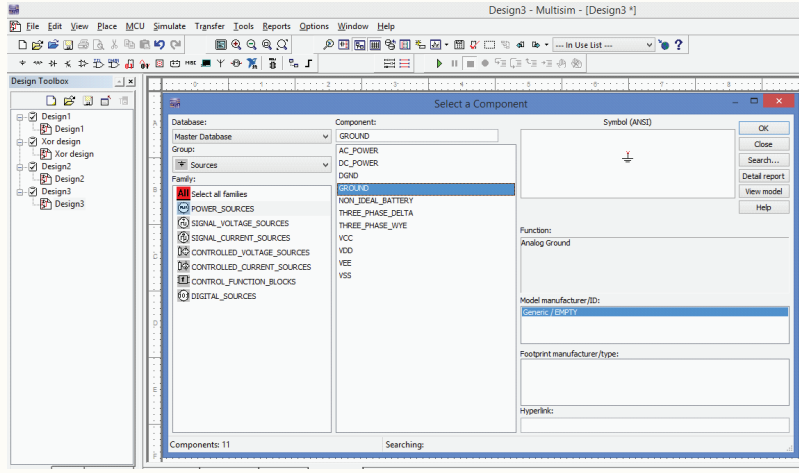 Design3 - Multisim - [Design3 *]
File Edit View Place MCU Simulate Transfer Tools Reports Options Window Help
--- In Use List ---
Design Toolbox
Design1
Design1
Xor design
Xor design
Design2
Design2
Design3
Design3
Select a Component
Database:
Master Database
Group:
Sources
Family:
All Select all families
POWER_SOURCES
SIGNAL_VOLTAGE_SOURCES
SIGNAL_CURRENT_SOURCES
CONTROLLED_VOLTAGE_SOURCES
CONTROLLED_CURRENT_SOURCES
CONTROL_FUNCTION_BLOCKS
DIGITAL_SOURCES
Component:
GROUND
AC_POWER
DC_POWER
DGND
GROUND
NON_IDEAL_BATTERY
THREE_PHASE_DELTA
THREE_PHASE_WYE
VCC
VDD
VEE
VSS
Symbol (ANSI)
OK
Close
Search...
Detail report
View model
Help
Function:
Analog Ground
Model manufacturer/ID:
Generic / EMPTY
Footprint manufacturer/type:
Hyperlink:
Components: 11
Searching: